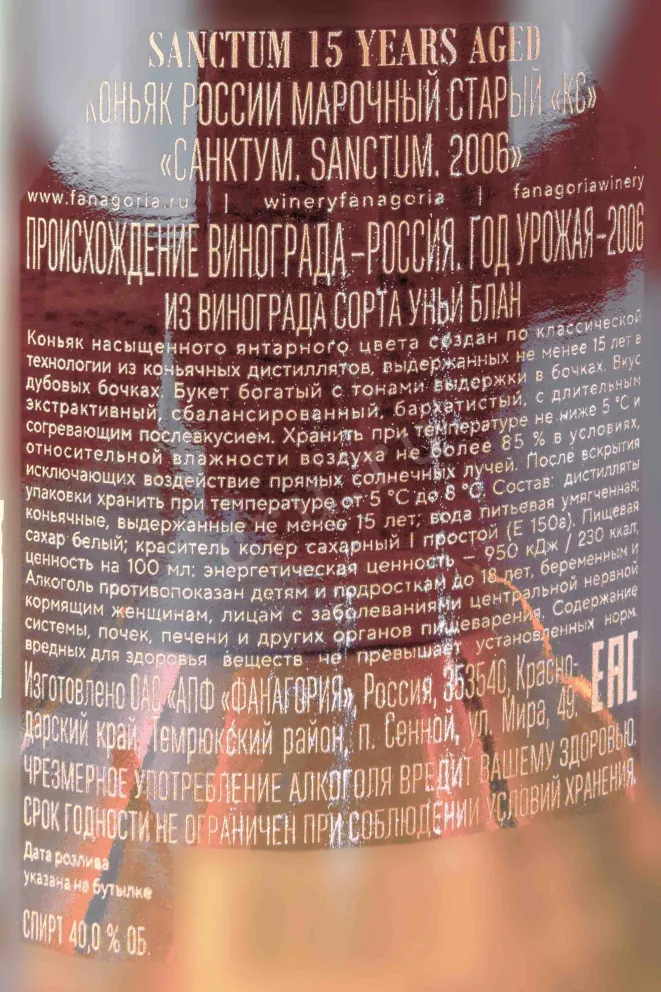 SANCTUM 15 YEARS AGED
КОНЬЯК РОССИИ МАРОЧНЫЙ СТАРЫЙ «КС»
«САНКТУМ. SANCTUM. 2006»
www.fanagoria.ru | wineryfanagoria | fanagoriawinery
ПРОИСХОЖДЕНИЕ ВИНОГРАДА – РОССИЯ. ГОД УРОЖАЯ – 2006
ИЗ ВИНОГРАДА СОРТА УНЬИ БЛАН
Коньяк насыщенного янтарного цвета создан по классической
технологии из коньячных дистиллятов, выдержанных не менее 15 лет в
дубовых бочках. Букет богатый с тонами выдержки в бочках. Вкус
экстрактивный, сбалансированный, бархатистый, с длительным
согревающим послевкусием. Хранить при температуре не ниже 5 °С и
относительной влажности воздуха не более 85 % в условиях,
исключающих воздействие прямых солнечных лучей. После вскрытия
упаковки хранить при температуре от 5 °С до 8 °С. Состав: дистилляты
коньячные, выдержанные не менее 15 лет; вода питьевая умягченная;
сахар белый; краситель колер сахарный I простой (Е 150а). Пищевая
ценность на 100 мл: энергетическая ценность – 950 кДж / 230 ккал.
Алкоголь противопоказан детям и подросткам до 18 лет, беременным и
кормящим женщинам, лицам с заболеваниями центральной нервной
системы, почек, печени и других органов пищеварения. Содержание
вредных для здоровья веществ не превышает установленных норм.
Изготовлено ОАО «АПФ «ФАНАГОРИЯ», Россия, 353540, Красно-
дарский край, Темрюкский район, п. Сенной, ул. Мира, 49.
EAC
ЧРЕЗМЕРНОЕ УПОТРЕБЛЕНИЕ АЛКОГОЛЯ ВРЕДИТ ВАШЕМУ ЗДОРОВЬЮ.
СРОК ГОДНОСТИ НЕ ОГРАНИЧЕН ПРИ СОБЛЮДЕНИИ УСЛОВИЙ ХРАНЕНИЯ.
Дата розлива
указана на бутылке
СПИРТ 40,0 % ОБ.